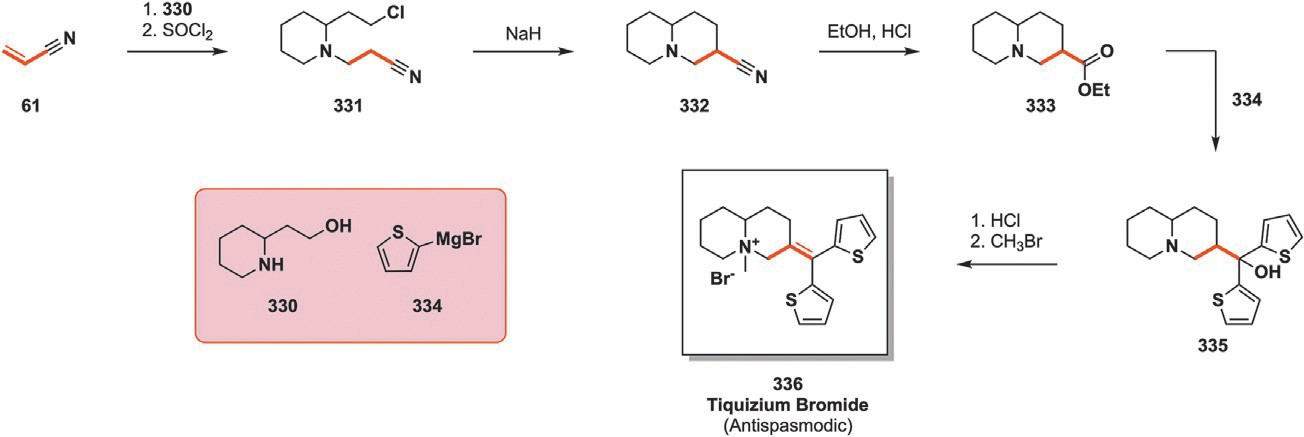 N
61
1. 330
2. SOCl2
Cl
N
N
331
NaH
N
N
332
EtOH, HCl
N
O
OEt
333
334
OH
NH
330
S
MgBr
334
N+
Br-
S
S
336
Tiquizium Bromide
(Antispasmodic)
1. HCl
2. CH3Br
N
S
OH
S
335